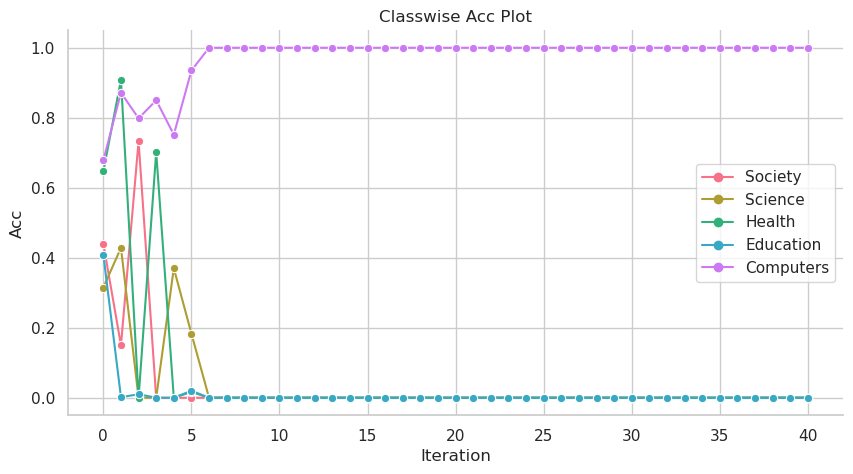 Classwise Acc Plot
Acc
1.0
0.8
0.6
0.4
0.2
0.0
Society
Science
Health
Education
Computers
0 5 10 15 20 25 30 35 40
Iteration